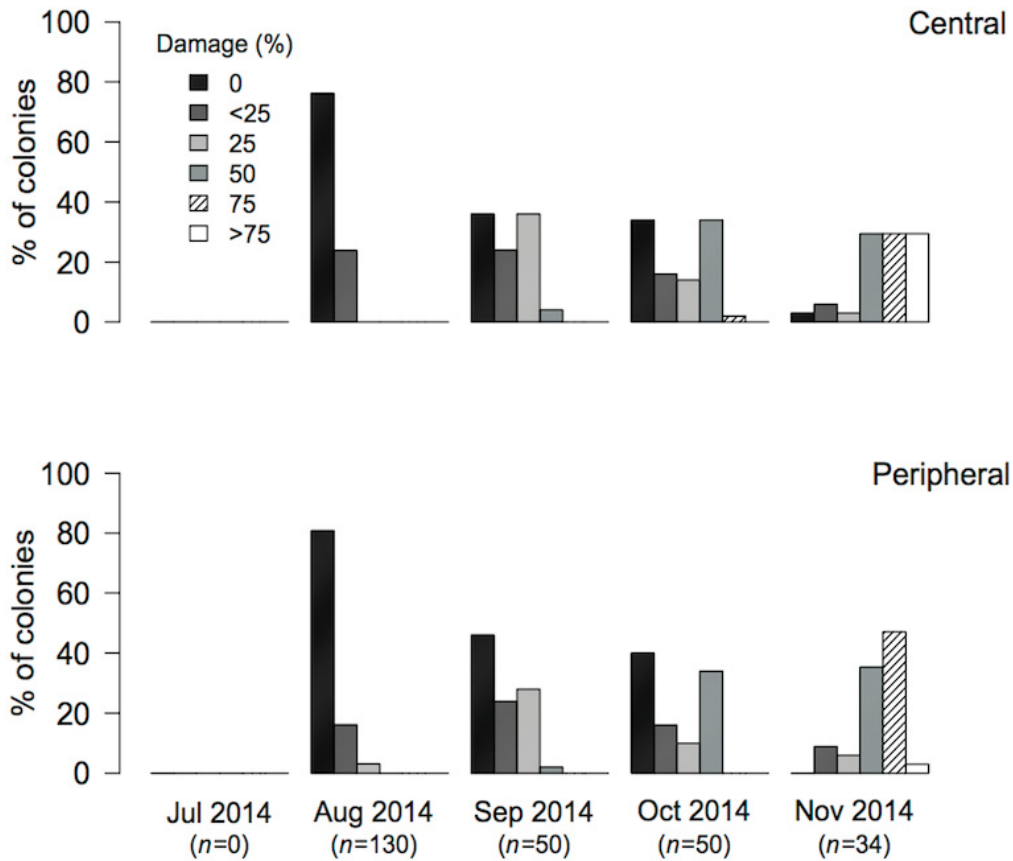 Central
% of colonies
100
80
60
40
20
0
Damage (%)
0
<25
25
50
75
>75
Peripheral
% of colonies
100
80
60
40
20
0
Jul 2014 Aug 2014 Sep 2014 Oct 2014 Nov 2014
(n=0) (n=130) (n=50) (n=50) (n=34)